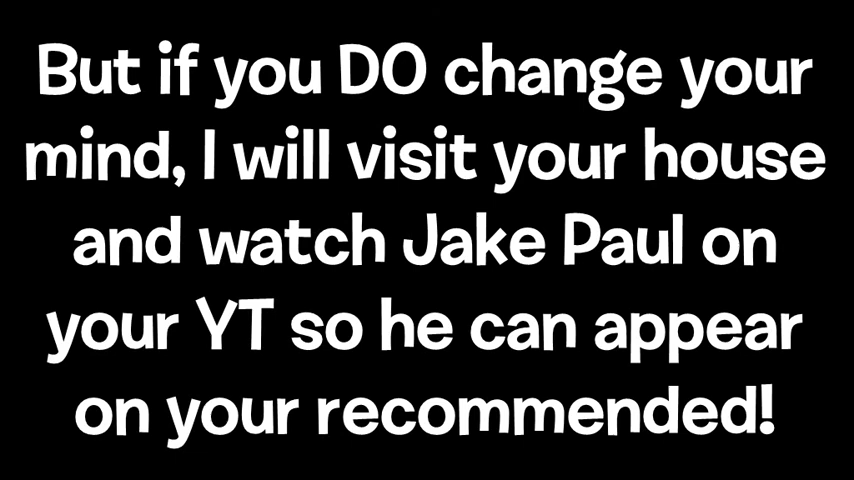 But if you DO change your
mind, I will visit your house
and watch Jake Paul on
your YT so he can appear
on your recommended!